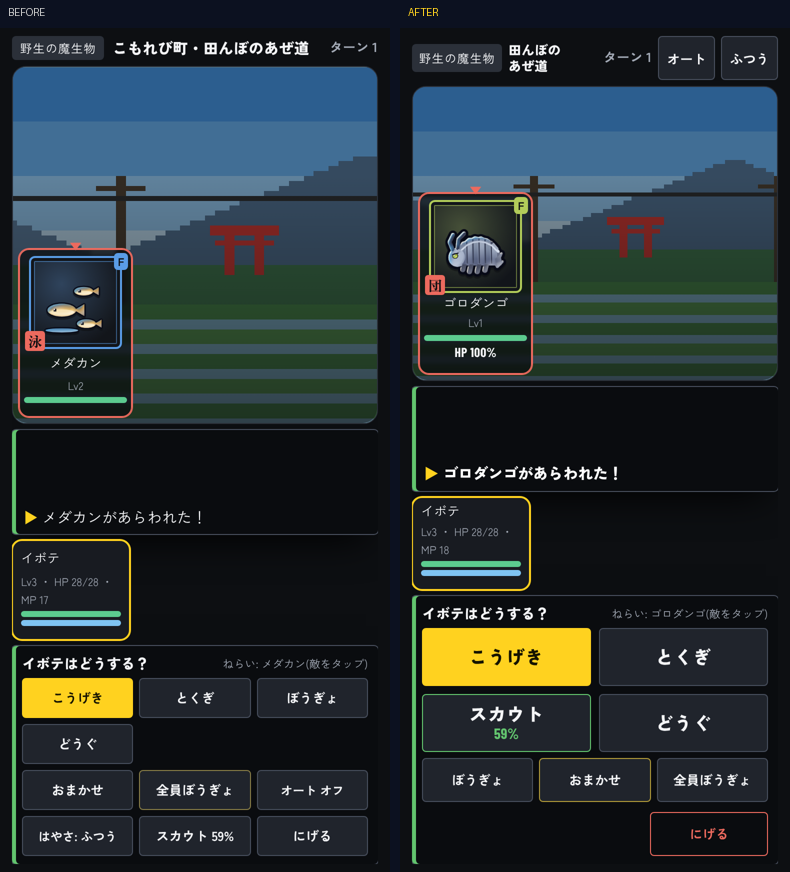 BEFORE
野生の魔生物
こもれび町・田んぼのあぜ道
ターン 1
F
泳
メダカン
Lv2
▶ メダカンがあらわれた！
イボテ
Lv3 ・ HP 28/28 ・
MP 17
イボテはどうする？
ねらい: メダカン(敵をタップ)
こうげき
とくぎ
ぼうぎょ
どうぐ
おまかせ
全員ぼうぎょ
オート オフ
はやさ: ふつう
スカウト 59%
にげる
AFTER
野生の魔生物
田んぼの
あぜ道
ターン 1
オート
ふつう
F
団
ゴロダンゴ
Lv1
HP 100%
▶ ゴロダンゴがあらわれた！
イボテ
Lv3 ・ HP 28/28 ・
MP 18
イボテはどうする？
ねらい: ゴロダンゴ(敵をタップ)
こうげき
とくぎ
スカウト
59%
どうぐ
ぼうぎょ
おまかせ
全員ぼうぎょ
にげる